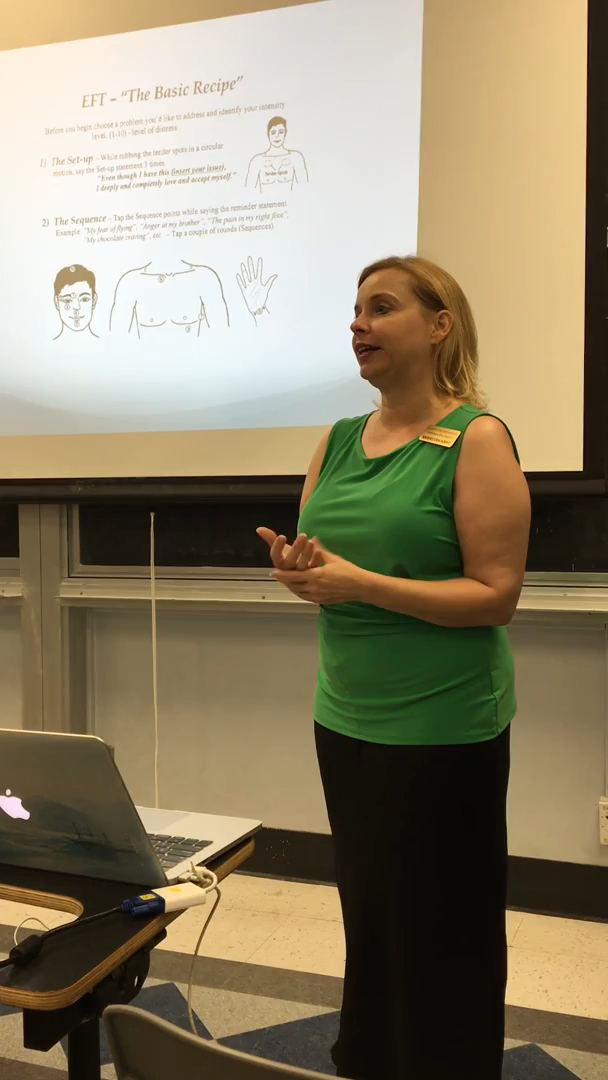 EFT – "The Basic Recipe"
Before you begin choose a problem you'd like to address and identify your intensity
level, (1-10) - level of distress
1) The Set-up – While rubbing the tender spots in a circular
motion, say the Set-up statement 3 times.
"Even though I have this (insert your issue),
I deeply and completely love and accept myself."
2) The Sequence – Tap the Sequence points while saying the reminder statement.
Example: "My fear of flying", "Anger at my brother", "The pain in my right foot",
"My chocolate craving", etc. – Tap a couple of rounds (Sequences)